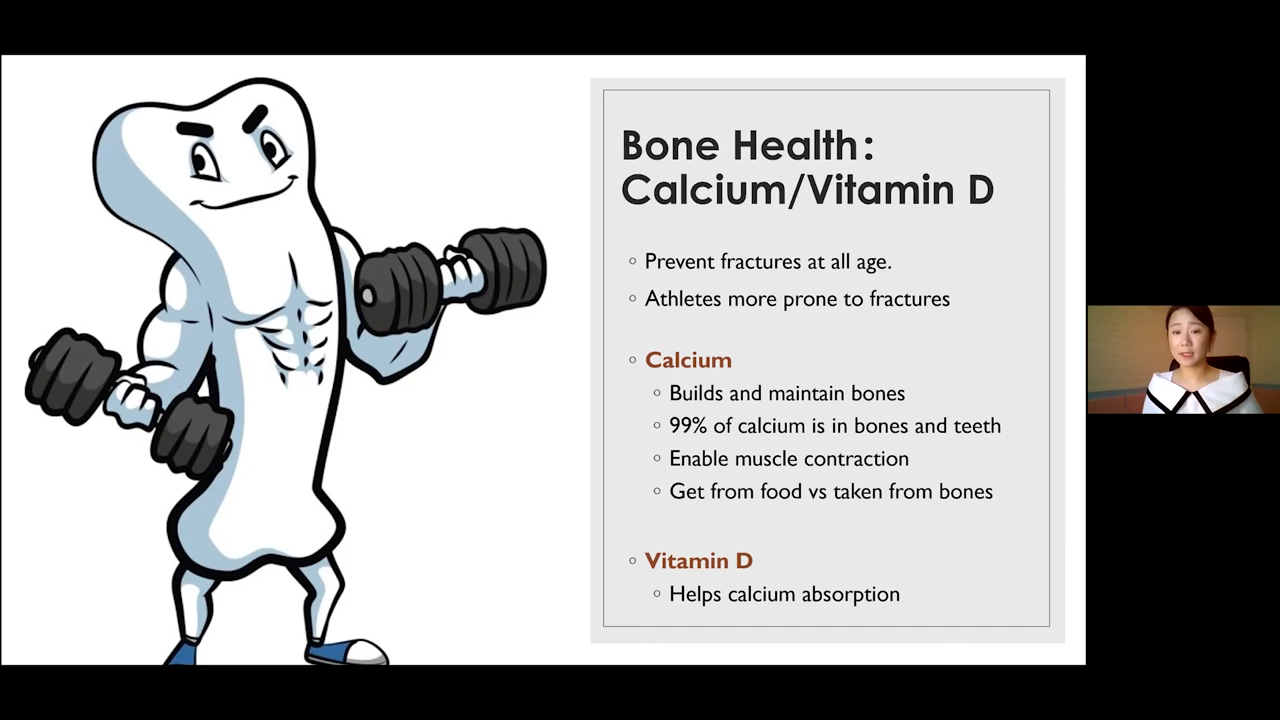 Bone Health:
Calcium/Vitamin D
Prevent fractures at all age.
Athletes more prone to fractures
Calcium
Builds and maintain bones
99% of calcium is in bones and teeth
Enable muscle contraction
Get from food vs taken from bones
Vitamin D
Helps calcium absorption